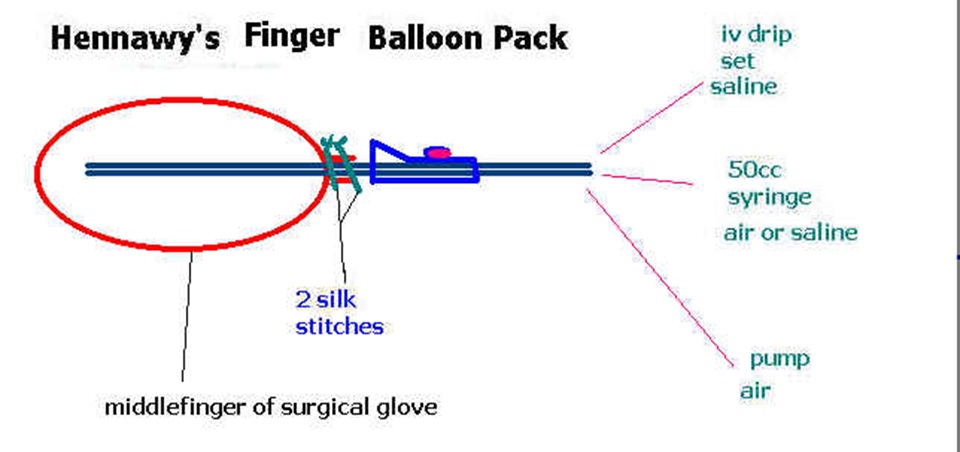 Hennawy's Finger Balloon Pack
iv drip
set
saline
50cc
syringe
air or saline
2 silk
stitches
pump
air
middlefinger of surgical glove